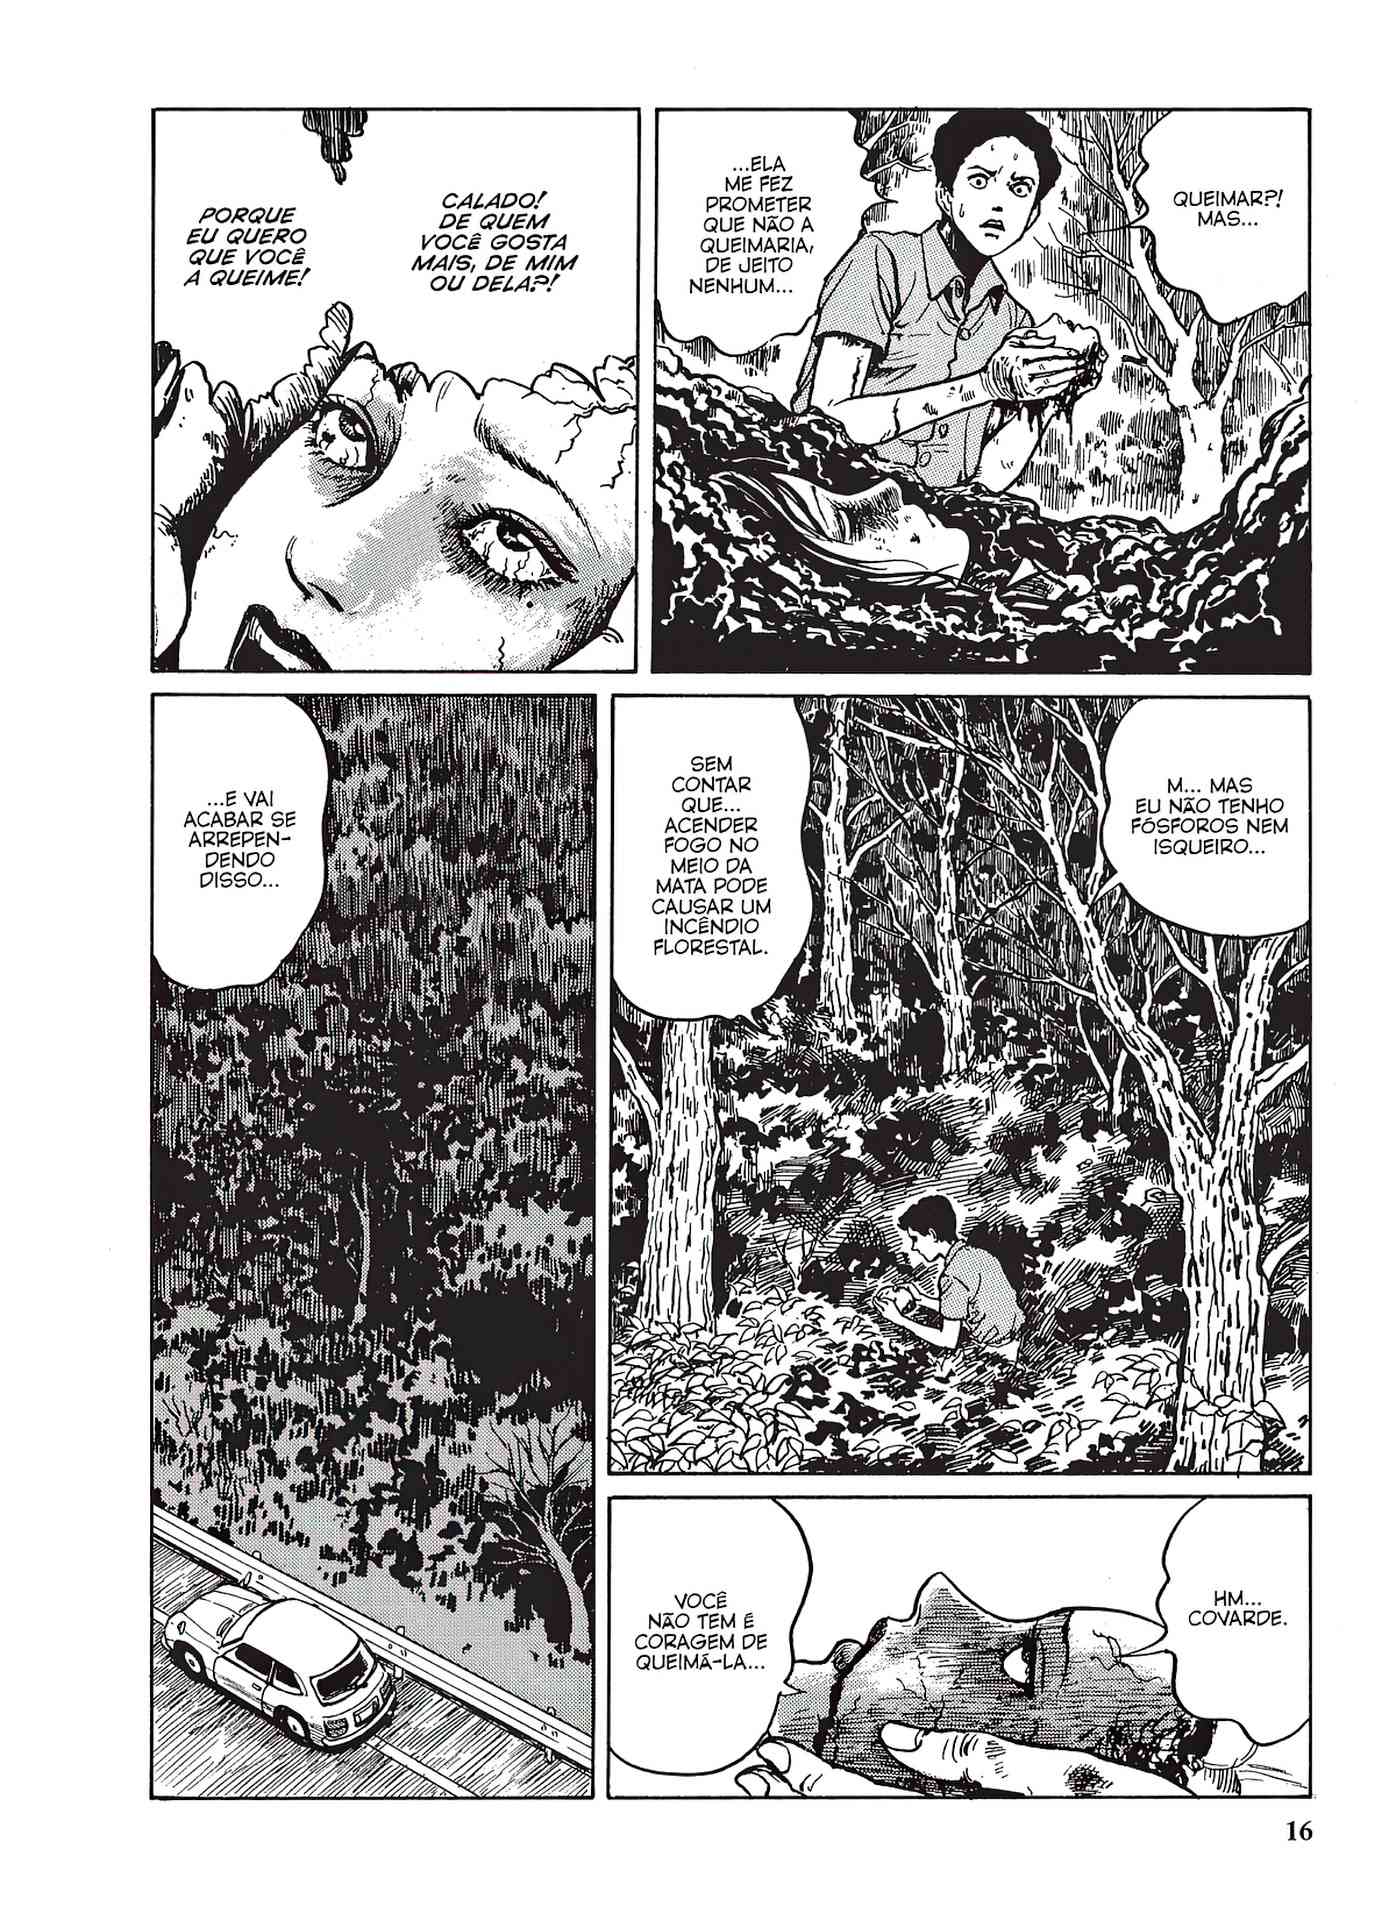 QUEIMAR?!
MAS...
...ELA
ME FEZ
PROMETER
QUE NÃO A
QUEIMARIA,
DE JEITO
NENHUM...
CALADO!
DE QUEM
VOCÊ GOSTA
MAIS, DE MIM
OU DELA?!
PORQUE
EU QUERO
QUE VOCÊ
A QUEIME!
M... MAS
EU NÃO TENHO
FÓSFOROS NEM
ISQUEIRO...
SEM
CONTAR
QUE...
ACENDER
FOGO NO
MEIO DA
MATA PODE
CAUSAR UM
INCÊNDIO
FLORESTAL.
HM...
COVARDE.
VOCÊ
NÃO TEM É
CORAGEM DE
QUEIMÁ-LA...
...E VAI
ACABAR SE
ARREPEN-
DENDO
DISSO...
16